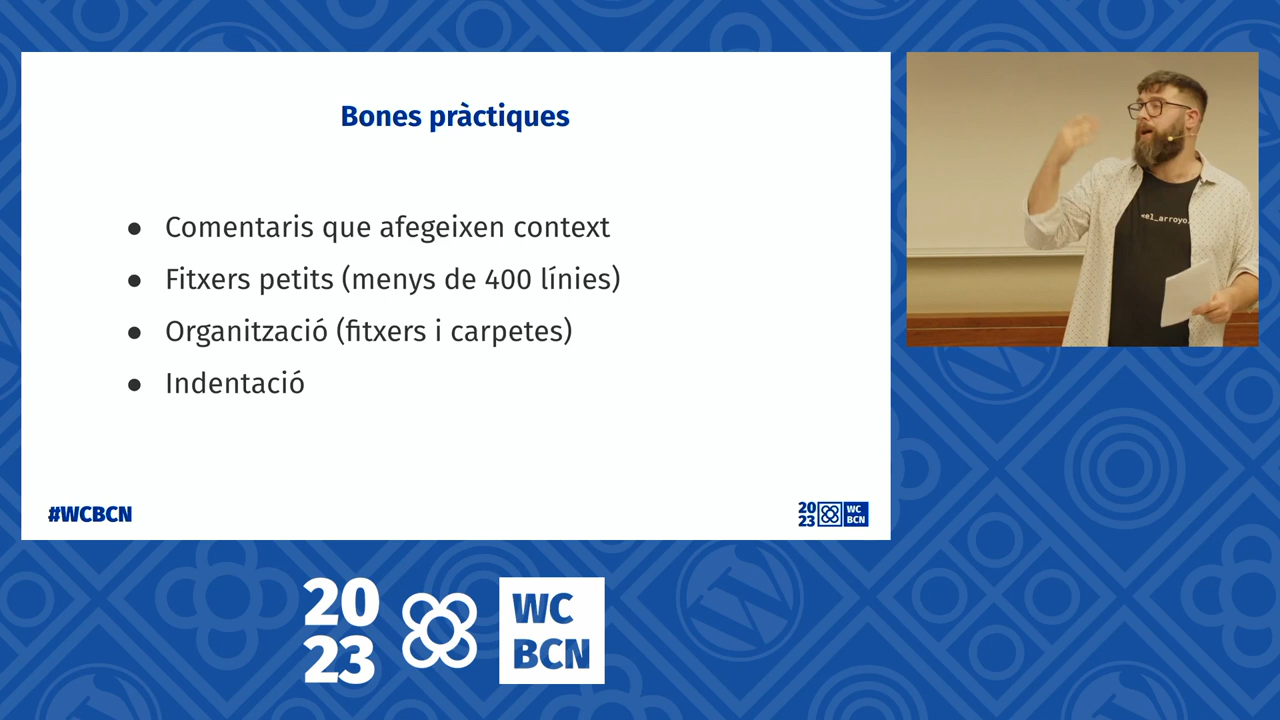 Bones pràctiques
● Comentaris que afegeixen context
● Fitxers petits (menys de 400 línies)
● Organització (fitxers i carpetes)
● Indentació
#WCBCN
20
23
WC
BCN
el_arroyo
20
23
WC
BCN